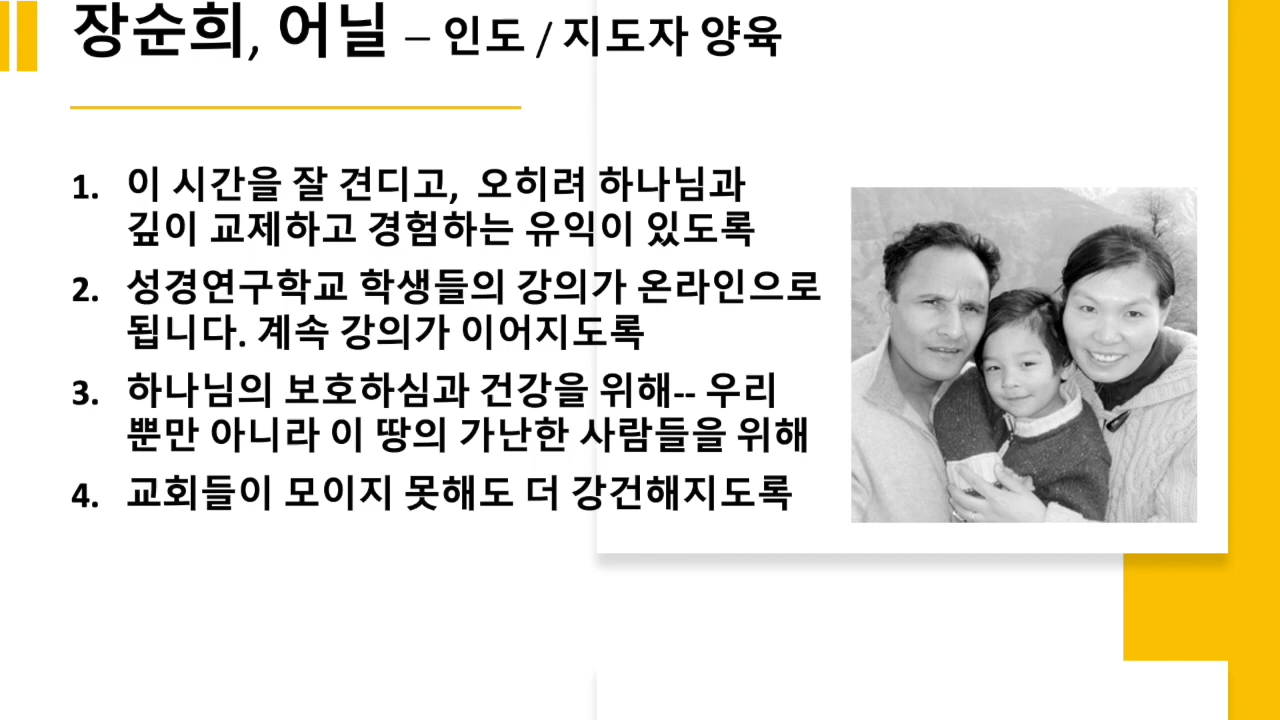 장순희, 어닐 – 인도 / 지도자 양육
1. 이 시간을 잘 견디고, 오히려 하나님과
깊이 교제하고 경험하는 유익이 있도록
2. 성경연구학교 학생들의 강의가 온라인으로
됩니다. 계속 강의가 이어지도록
3. 하나님의 보호하심과 건강을 위해-- 우리
뿐만 아니라 이 땅의 가난한 사람들을 위해
4. 교회들이 모이지 못해도 더 강건해지도록